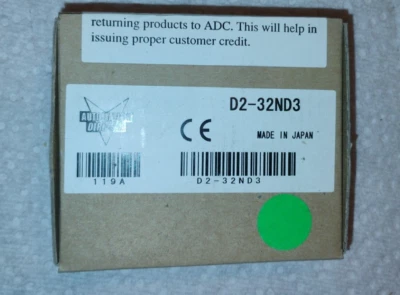 returning products to ADC. This will help in
issuing proper customer credit.
D2-32ND3
CE
MADE IN JAPAN
119A
D2-32ND3